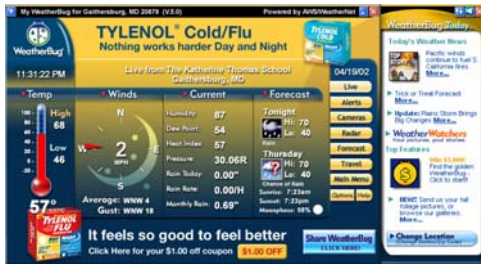 My WeatherBug for Gaithersburg, MD 20878 (V.5.0)
Powered by AWS/WeatherNet
WeatherBug
TYLENOL Cold/Flu
Nothing works harder Day and Night
TYLENOL
COLD
11:31:22 PM
Live from The Katherine Thomas School
Gaithersburg, MD
04/19/02
Temp
Winds
Current
Forecast
High
68
Low
46
57°
N
W
E
S
2
MPH
Average: WNW 4
Gust: WNW 18
Humidity: 87
Dew Point: 54
Heat Index: 57
Pressure: 30.06R
Rain Today: 0.00"
Rain Rate: 0.00/H
Monthly Rain: 0.69"
Tonight
Hi: 70
Lo: 40
Rain
Thursday
Hi: 70
Lo: 40
Chance of Rain
Sunrise: 7:23am
Sunset: 7:23pm
Moonphase: 98%
Live
Alerts
Cameras
Radar
Forecast
Travel
Main Menu
Options
Help
TYLENOL
FLU
It feels so good to feel better
Click Here for your $1.00 off coupon
$1.00 OFF
Share WeatherBug
CLICK HERE!
WeatherBug Today
Today's Weather News
STORY
Pacific winds
continue to fuel S.
California fires.
More...
Trick or Treat Forecast
More...
Update: Plains Storm Brings
Big Changes More...
WeatherWatchers
Your pictures, your stories
Top Features
Win $1,000!
Find the golden
WeatherBug -
Click to start!
NEW! Send us your fall
foliage pictures, or
browse our galleries.
More...
Change Location